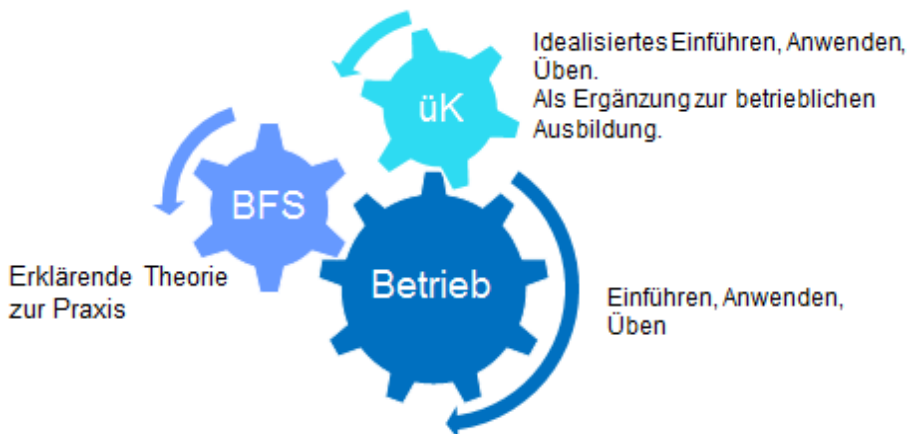 Idealisiertes Einführen, Anwenden,
Üben.
Als Ergänzung zur betrieblichen
Ausbildung.
üK
BFS
Betrieb
Erklärende Theorie
zur Praxis
Einführen, Anwenden,
Üben